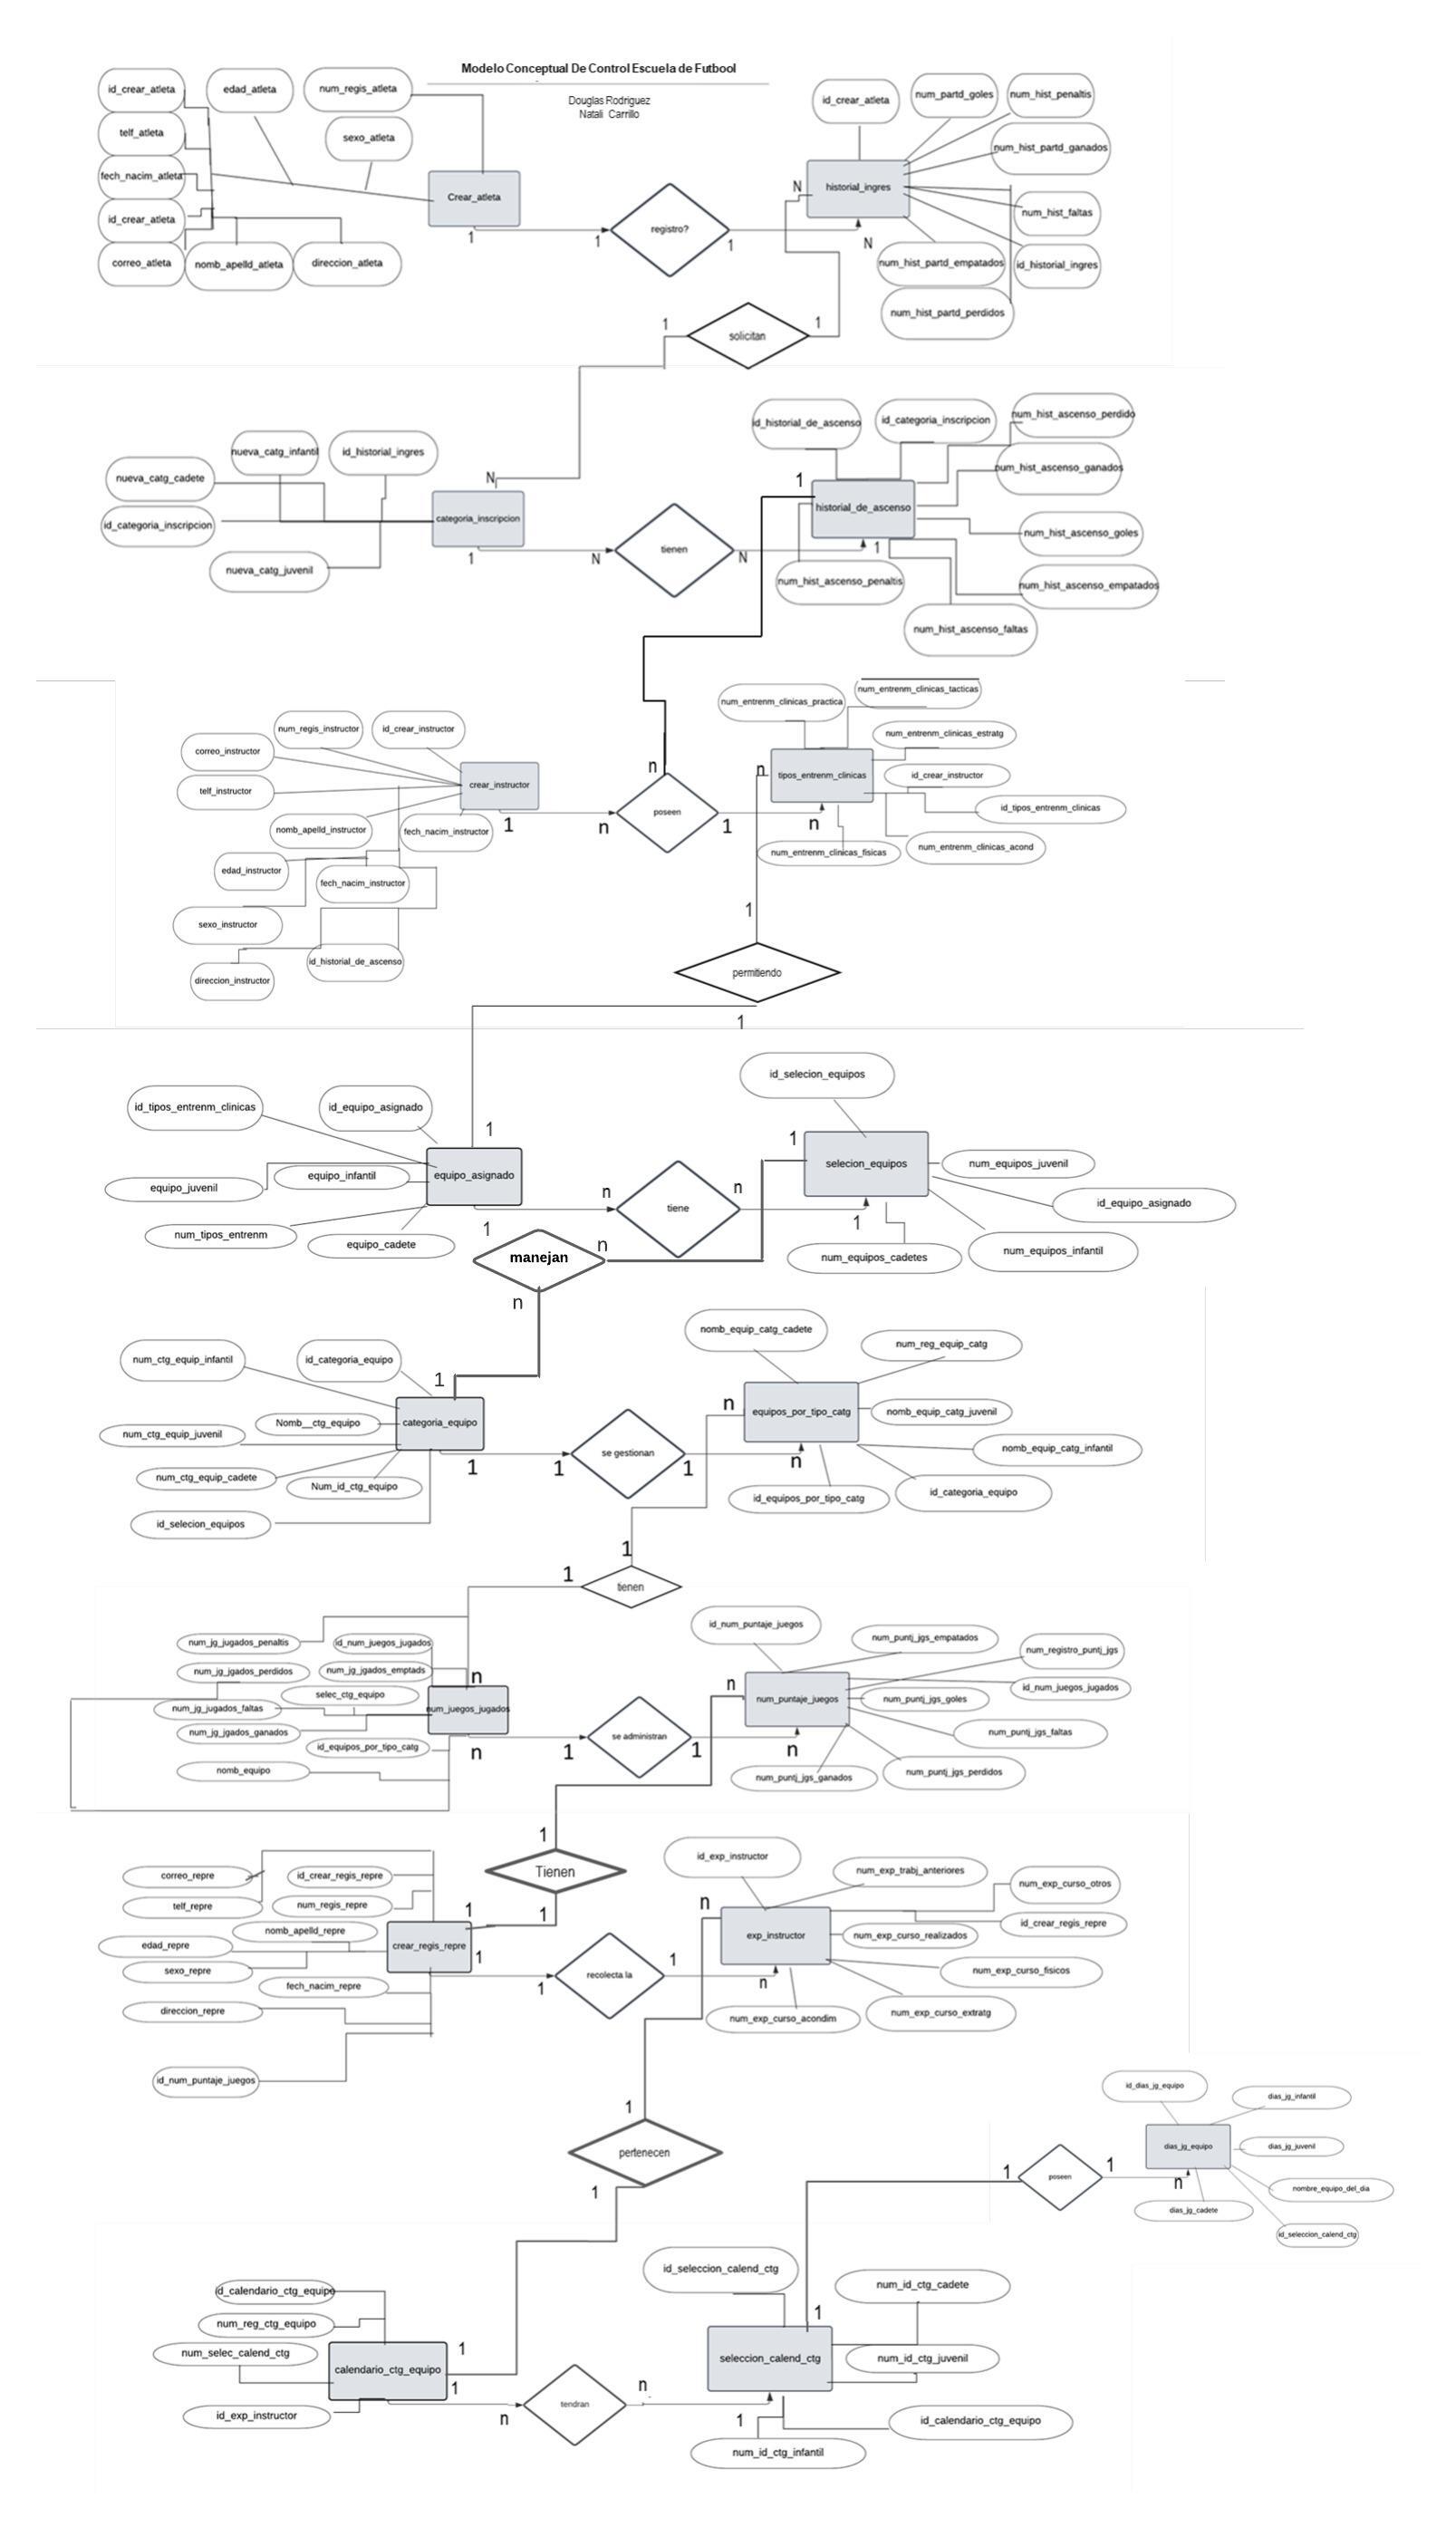 Modelo Conceptual De Control Escuela de Futbool
Douglas Rodriguez
Natali Carrillo
id_crear_atleta
edad_atleta
num_regis_atleta
telf_atleta
sexo_atleta
fech_nacim_atleta
id_crear_atleta
correo_atleta
nomb_apelld_atleta
direccion_atleta
Crear_atleta
1
1
registro?
1
id_crear_atleta
num_partd_goles
num_hist_penaltis
num_hist_partd_ganados
historial_ingres
N
N
num_hist_faltas
num_hist_partd_empatados
id_historial_ingres
num_hist_partd_perdidos
1
solicitan
1
nueva_catg_infantil
id_historial_ingres
nueva_catg_cadete
id_categoria_inscripcion
nueva_catg_juvenil
N
categoria_inscripcion
1
N
tienen
N
id_historial_de_ascenso
id_categoria_inscripcion
num_hist_ascenso_perdido
num_hist_ascenso_ganados
1
historial_de_ascenso
1
num_hist_ascenso_goles
num_hist_ascenso_penaltis
num_hist_ascenso_empatados
num_hist_ascenso_faltas
num_regis_instructor
id_crear_instructor
correo_instructor
telf_instructor
crear_instructor
nomb_apelld_instructor
fech_nacim_instructor
edad_instructor
fech_nacim_instructor
sexo_instructor
id_historial_de_ascenso
direccion_instructor
1
n
n
poseen
1
n
n
num_entrenm_clinicas_practica
num_entrenm_clinicas_tacticas
num_entrenm_clinicas_estratg
tipos_entrenm_clinicas
id_crear_instructor
id_tipos_entrenm_clinicas
num_entrenm_clinicas_acond
num_entrenm_clinicas_fisicas
1
permitiendo
1
id_tipos_entrenm_clinicas
id_equipo_asignado
1
equipo_asignado
equipo_infantil
equipo_juvenil
num_tipos_entrenm
equipo_cadete
1
n
tiene
n
id_selecion_equipos
1
selecion_equipos
num_equipos_juvenil
id_equipo_asignado
1
num_equipos_infantil
num_equipos_cadetes
manejan
n
n
num_ctg_equip_infantil
id_categoria_equipo
1
categoria_equipo
Nomb__ctg_equipo
num_ctg_equip_juvenil
num_ctg_equip_cadete
Num_id_ctg_equipo
id_selecion_equipos
1
1
se gestionan
1
n
n
nomb_equip_catg_cadete
num_reg_equip_catg
equipos_por_tipo_catg
nomb_equip_catg_juvenil
nomb_equip_catg_infantil
id_equipos_por_tipo_catg
id_categoria_equipo
1
1
tienen
num_jg_jugados_penaltis
id_num_juegos_jugados
num_jg_jgados_perdidos
num_jg_jgados_emptads
n
selec_ctg_equipo
num_jg_jugados_faltas
num_juegos_jugados
num_jg_jgados_ganados
id_equipos_por_tipo_catg
nomb_equipo
n
1
se administran
1
n
n
id_num_puntaje_juegos
num_puntj_jgs_empatados
num_registro_puntj_jgs
num_puntaje_juegos
id_num_juegos_jugados
num_puntj_jgs_goles
num_puntj_jgs_faltas
num_puntj_jgs_ganados
num_puntj_jgs_perdidos
1
Tienen
1
correo_repre
id_crear_regis_repre
telf_repre
num_regis_repre
nomb_apelld_repre
edad_repre
crear_regis_repre
sexo_repre
fech_nacim_repre
direccion_repre
id_num_puntaje_juegos
1
1
1
recolecta la
1
n
n
id_exp_instructor
num_exp_trabj_anteriores
num_exp_curso_otros
exp_instructor
id_crear_regis_repre
num_exp_curso_realizados
num_exp_curso_fisicos
num_exp_curso_acondim
num_exp_curso_extratg
1
pertenecen
1
id_dias_jg_equipo
dias_jg_infantil
dias_jg_equipo
dias_jg_juvenil
nombre_equipo_del_dia
dias_jg_cadete
id_seleccion_calend_ctg
1
poseen
1
n
id_calendario_ctg_equipo
num_reg_ctg_equipo
num_selec_calend_ctg
calendario_ctg_equipo
id_exp_instructor
1
1
n
tendran
n
id_seleccion_calend_ctg
num_id_ctg_cadete
1
seleccion_calend_ctg
num_id_ctg_juvenil
1
id_calendario_ctg_equipo
num_id_ctg_infantil